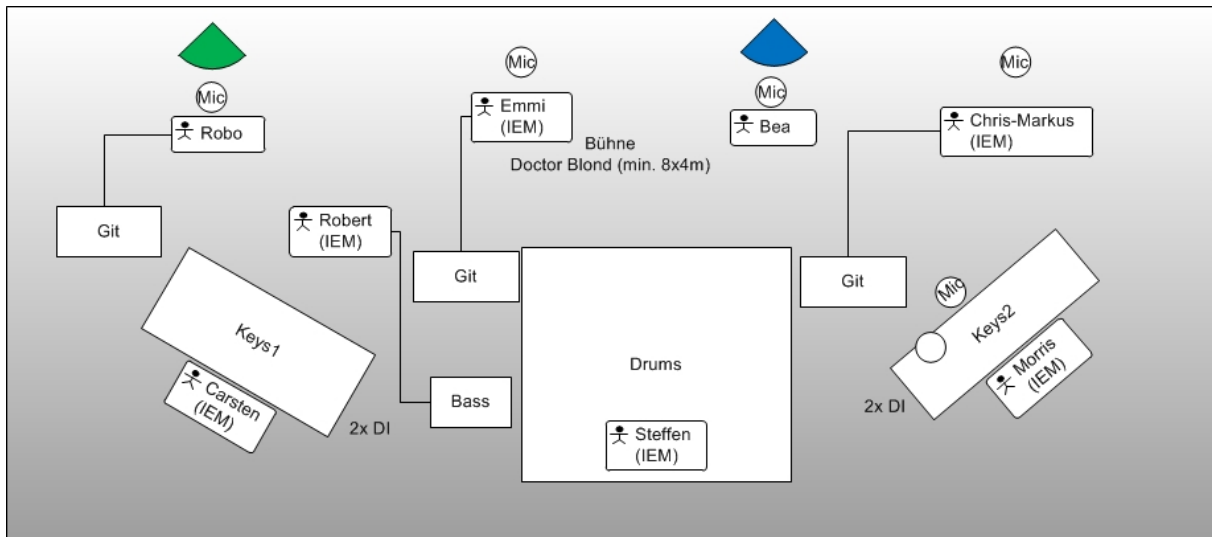 Mic
Mic
Mic
Mic
Robo
Emmi
(IEM)
Bea
Chris-Markus
(IEM)
Bühne
Doctor Blond (min. 8x4m)
Git
Robert
(IEM)
Git
Git
Mic
Keys1
Keys2
Drums
Carsten
(IEM)
Morris
(IEM)
Bass
2x DI
2x DI
Steffen
(IEM)